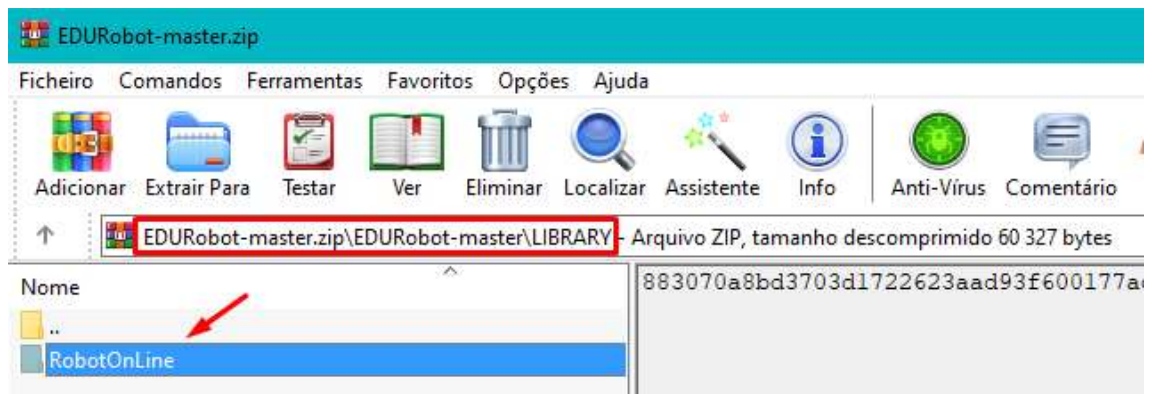 EDURobot-master.zip
Ficheiro Comandos Ferramentas Favoritos Opções Ajuda
Adicionar Extrair Para Testar Ver Eliminar Localizar Assistente Info Anti-Vírus Comentário
EDURobot-master.zip\EDURobot-master\LIBRARY - Arquivo ZIP, tamanho descomprimido 60 327 bytes
Nome 883070a8bd3703d1722623aad93f600177a
..
RobotOnLine